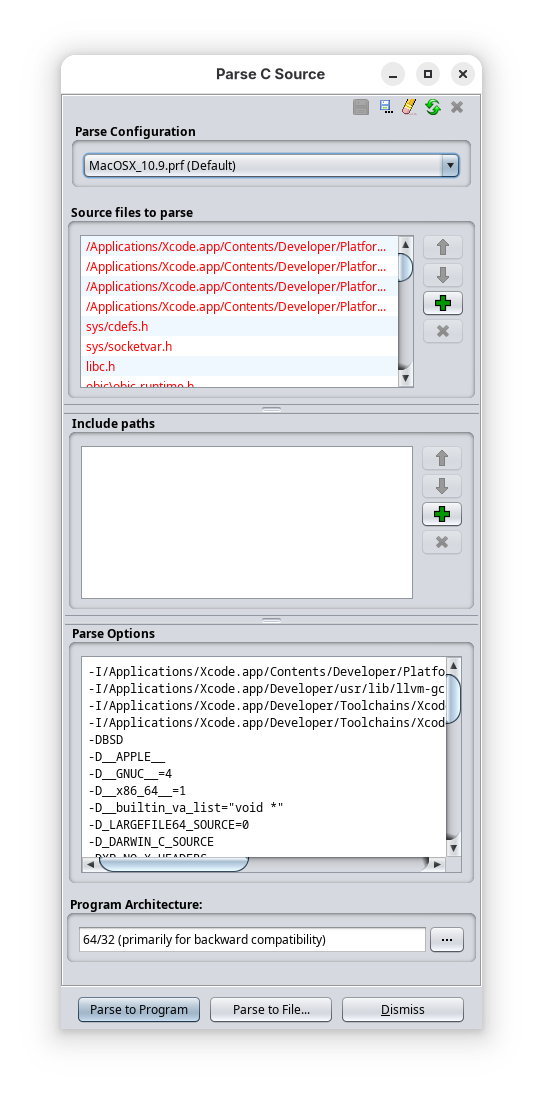 Parse C Source
Parse Configuration
MacOSX_10.9.prf (Default)
Source files to parse
/Applications/Xcode.app/Contents/Developer/Platfor...
/Applications/Xcode.app/Contents/Developer/Platfor...
/Applications/Xcode.app/Contents/Developer/Platfor...
/Applications/Xcode.app/Contents/Developer/Platfor...
sys/cdefs.h
sys/socketvar.h
libc.h
objc\objc-runtime.h
Include paths
Parse Options
-I/Applications/Xcode.app/Contents/Developer/Platfo
-I/Applications/Xcode.app/Developer/usr/lib/llvm-gc
-I/Applications/Xcode.app/Developer/Toolchains/Xcod
-I/Applications/Xcode.app/Developer/Toolchains/Xcod
-DBSD
-D__APPLE__
-D__GNUC__=4
-D__x86_64__=1
-D__builtin_va_list="void *"
-D_LARGEFILE64_SOURCE=0
-D_DARWIN_C_SOURCE
Program Architecture:
64/32 (primarily for backward compatibility)
...
Parse to Program
Parse to File...
Dismiss